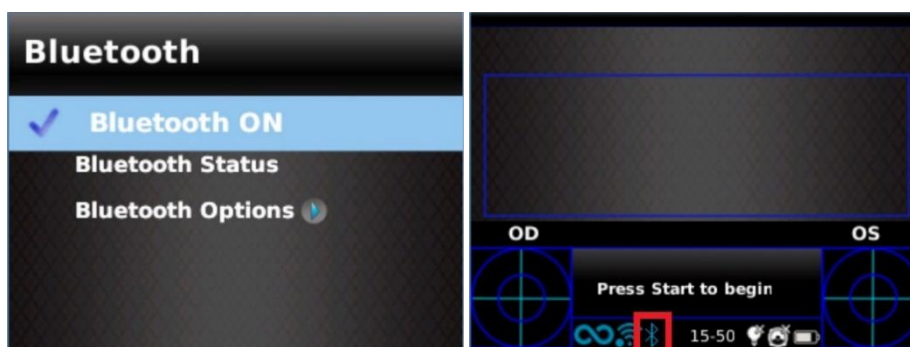 Bluetooth
Bluetooth ON
Bluetooth Status
Bluetooth Options
OD
OS
Press Start to begin
15-50